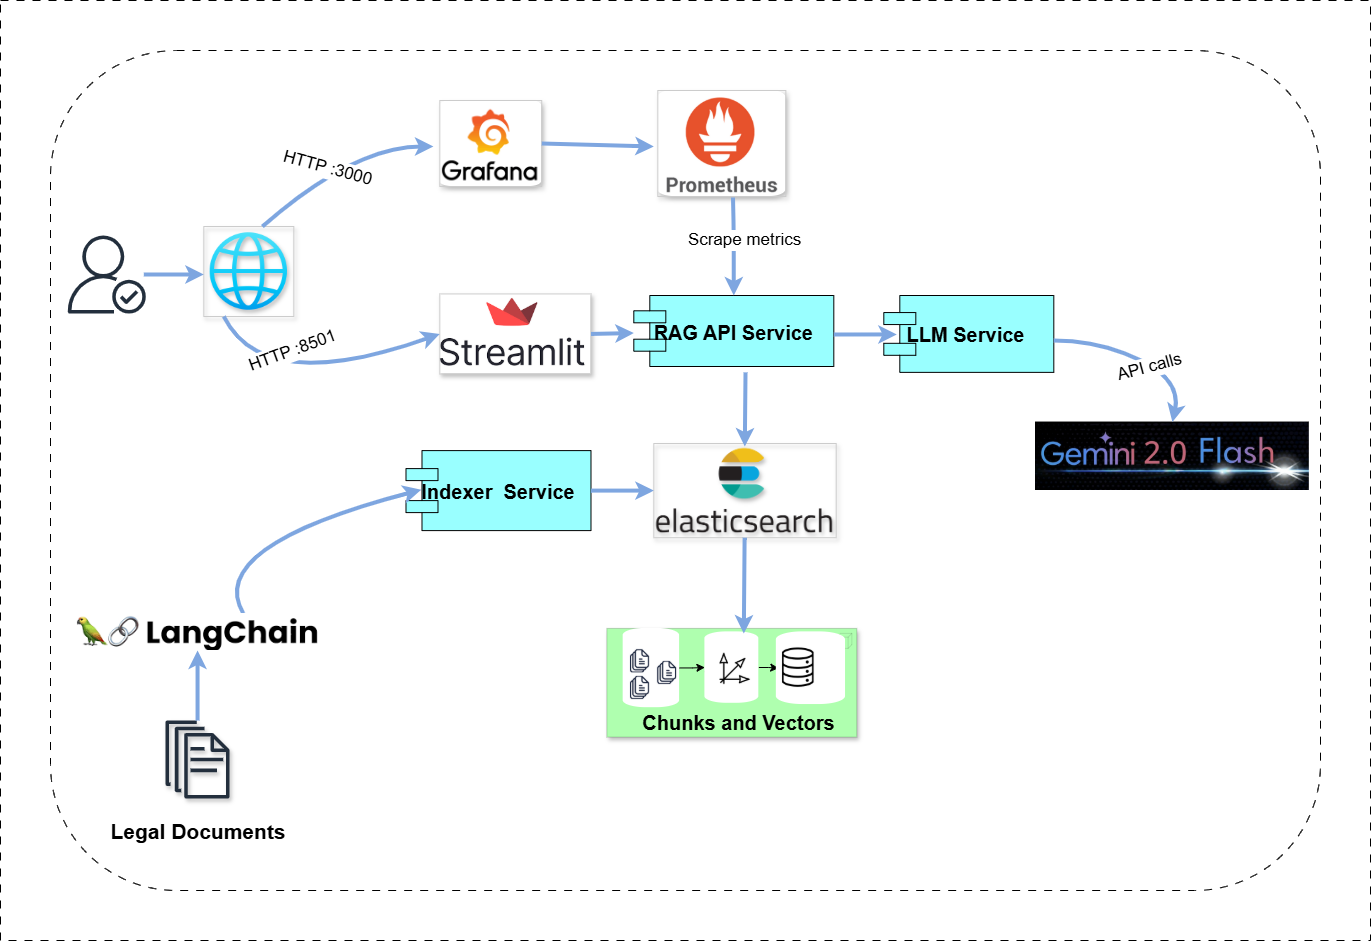 HTTP :3000
Grafana
Prometheus
Scrape metrics
HTTP :8501
Streamlit
RAG API Service
LLM Service
API calls
Gemini 2.0 Flash
Indexer  Service
elasticsearch
LangChain
Chunks and Vectors
Legal Documents